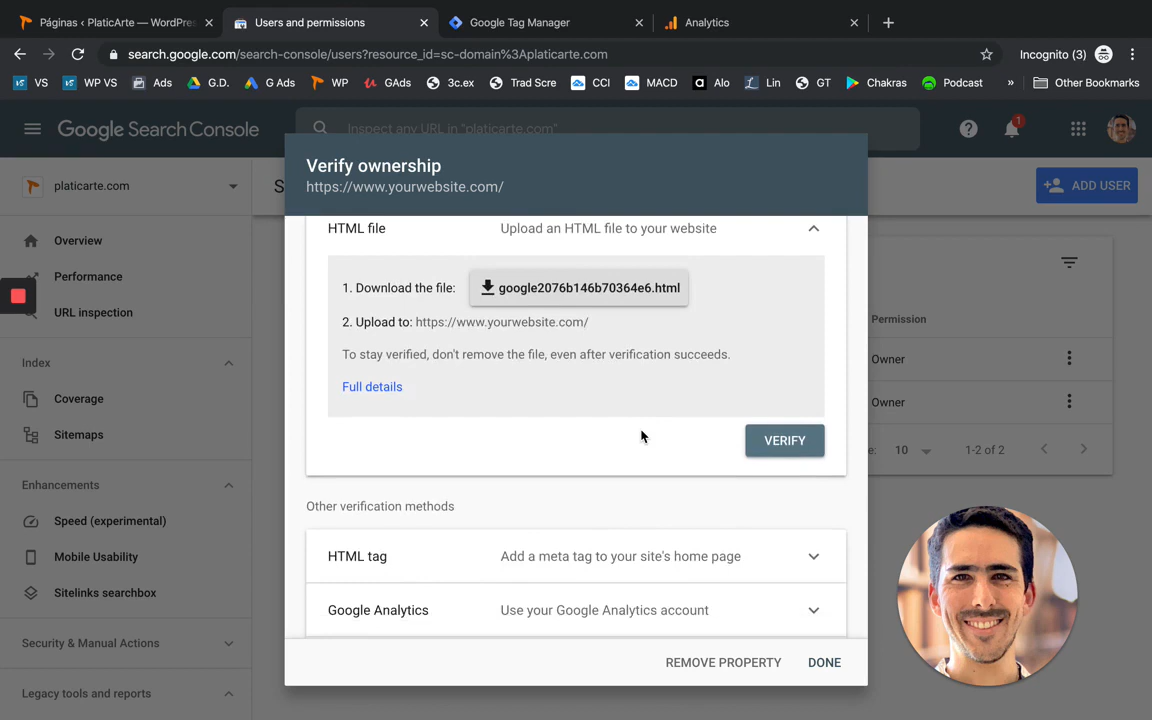 Páginas ‹ PlaticArte — WordPres
Users and permissions
Google Tag Manager
Analytics
search.google.com/search-console/users?resource_id=sc-domain%3Aplaticarte.com
Incognito (3)
VS
WP VS
Ads
G.D.
G Ads
WP
GAds
3c.ex
Trad Scre
CCI
MACD
Alo
Lin
GT
Chakras
Podcast
»
Other Bookmarks
Google Search Console
Inspect any URL in "platicarte.com"
1
platicarte.com
S
ADD USER
Verify ownership
https://www.yourwebsite.com/
Overview
Performance
URL inspection
Index
Coverage
Sitemaps
Enhancements
Speed (experimental)
Mobile Usability
Sitelinks searchbox
Security & Manual Actions
Legacy tools and reports
HTML file
Upload an HTML file to your website
1. Download the file:
google2076b146b70364e6.html
2. Upload to: https://www.yourwebsite.com/
To stay verified, don't remove the file, even after verification succeeds.
Full details
VERIFY
Other verification methods
HTML tag
Add a meta tag to your site's home page
Google Analytics
Use your Google Analytics account
REMOVE PROPERTY
DONE
Permission
Owner
Owner
e:
10
1-2 of 2